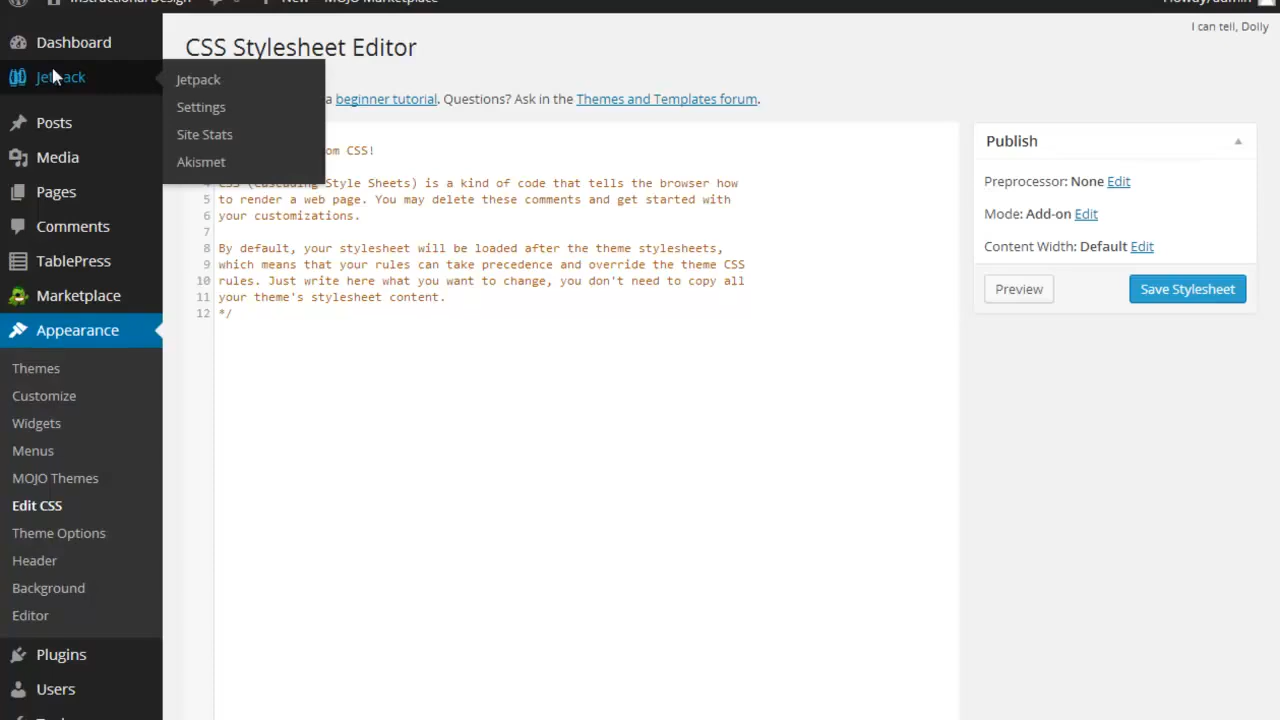 Instructional Design
New
MOJO Marketplace
Howdy, admin
I can tell, Dolly
Dashboard
Jetpack
Posts
Media
Pages
Comments
TablePress
Marketplace
Appearance
Themes
Customize
Widgets
Menus
MOJO Themes
Edit CSS
Theme Options
Header
Background
Editor
Plugins
Users
Jetpack
Settings
Site Stats
Akismet
CSS Stylesheet Editor
a beginner tutorial. Questions? Ask in the Themes and Templates forum.
om CSS!
CSS (Cascading Style Sheets) is a kind of code that tells the browser how
5 to render a web page. You may delete these comments and get started with
6 your customizations.
7
8 By default, your stylesheet will be loaded after the theme stylesheets,
9 which means that your rules can take precedence and override the theme CSS
10 rules. Just write here what you want to change, you don't need to copy all
11 your theme's stylesheet content.
12 */
Publish
Preprocessor: None Edit
Mode: Add-on Edit
Content Width: Default Edit
Preview
Save Stylesheet